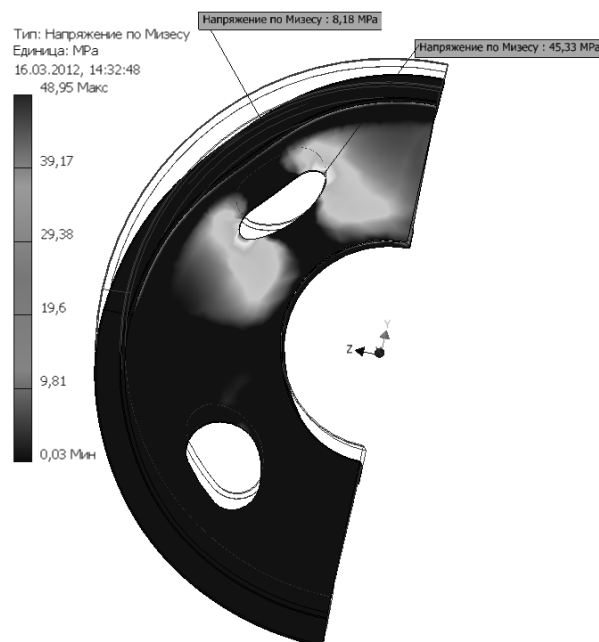 Напряжение по Мизесу : 8,18 MPa
Тип: Напряжение по Мизесу
Единица: MPa
Напряжение по Мизесу : 45,33 MPa
16.03.2012, 14:32:48
48,95 Макс
39,17
29,38
19,6
9,81
0,03 Мин
Y
Z